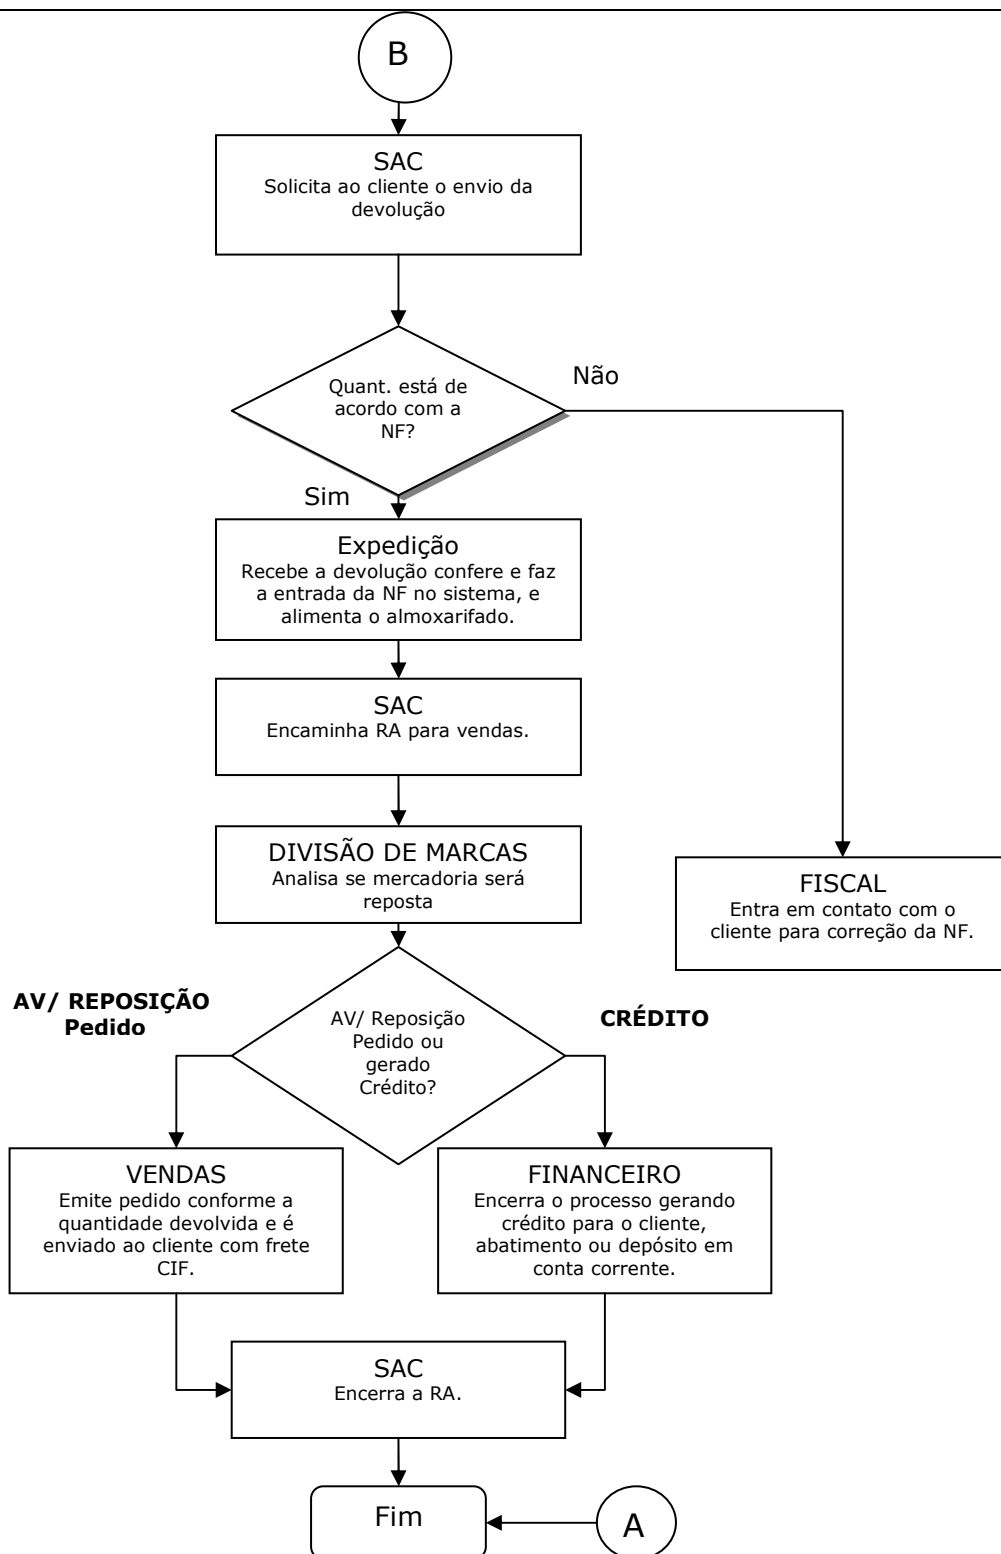 B
SAC
Solicita ao cliente o envio da
devolução
Quant. está de
acordo com a
NF?
Não
Sim
Expedição
Recebe a devolução confere e faz
a entrada da NF no sistema, e
alimenta o almoxarifado.
SAC
Encaminha RA para vendas.
DIVISÃO DE MARCAS
Analisa se mercadoria será
reposta
FISCAL
Entra em contato com o
cliente para correção da NF.
AV/ REPOSIÇÃO
Pedido
AV/ Reposição
Pedido ou
gerado
Crédito?
CRÉDITO
VENDAS
Emite pedido conforme a
quantidade devolvida e é
enviado ao cliente com frete
CIF.
FINANCEIRO
Encerra o processo gerando
crédito para o cliente,
abatimento ou depósito em
conta corrente.
SAC
Encerra a RA.
Fim
A